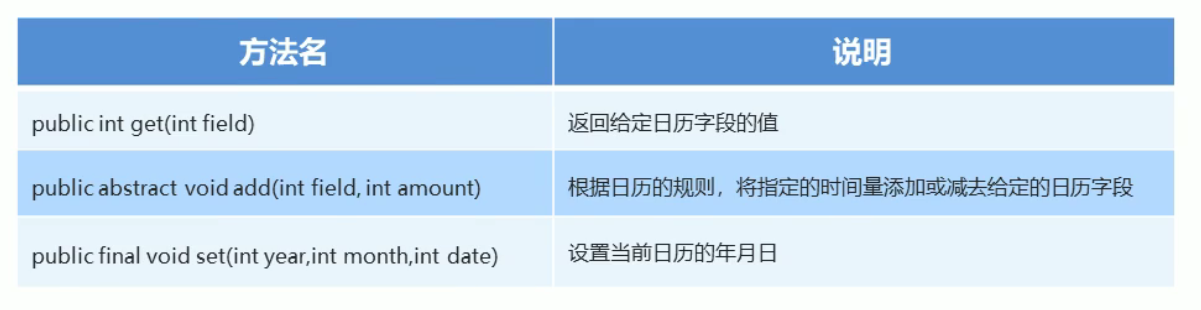 方法名 说明
public int get(int field) 返回给定日历字段的值
public abstract void add(int field, int amount) 根据日历的规则，将指定的时间量添加或减去给定的日历字段
public final void set(int year,int month,int date) 设置当前日历的年月日